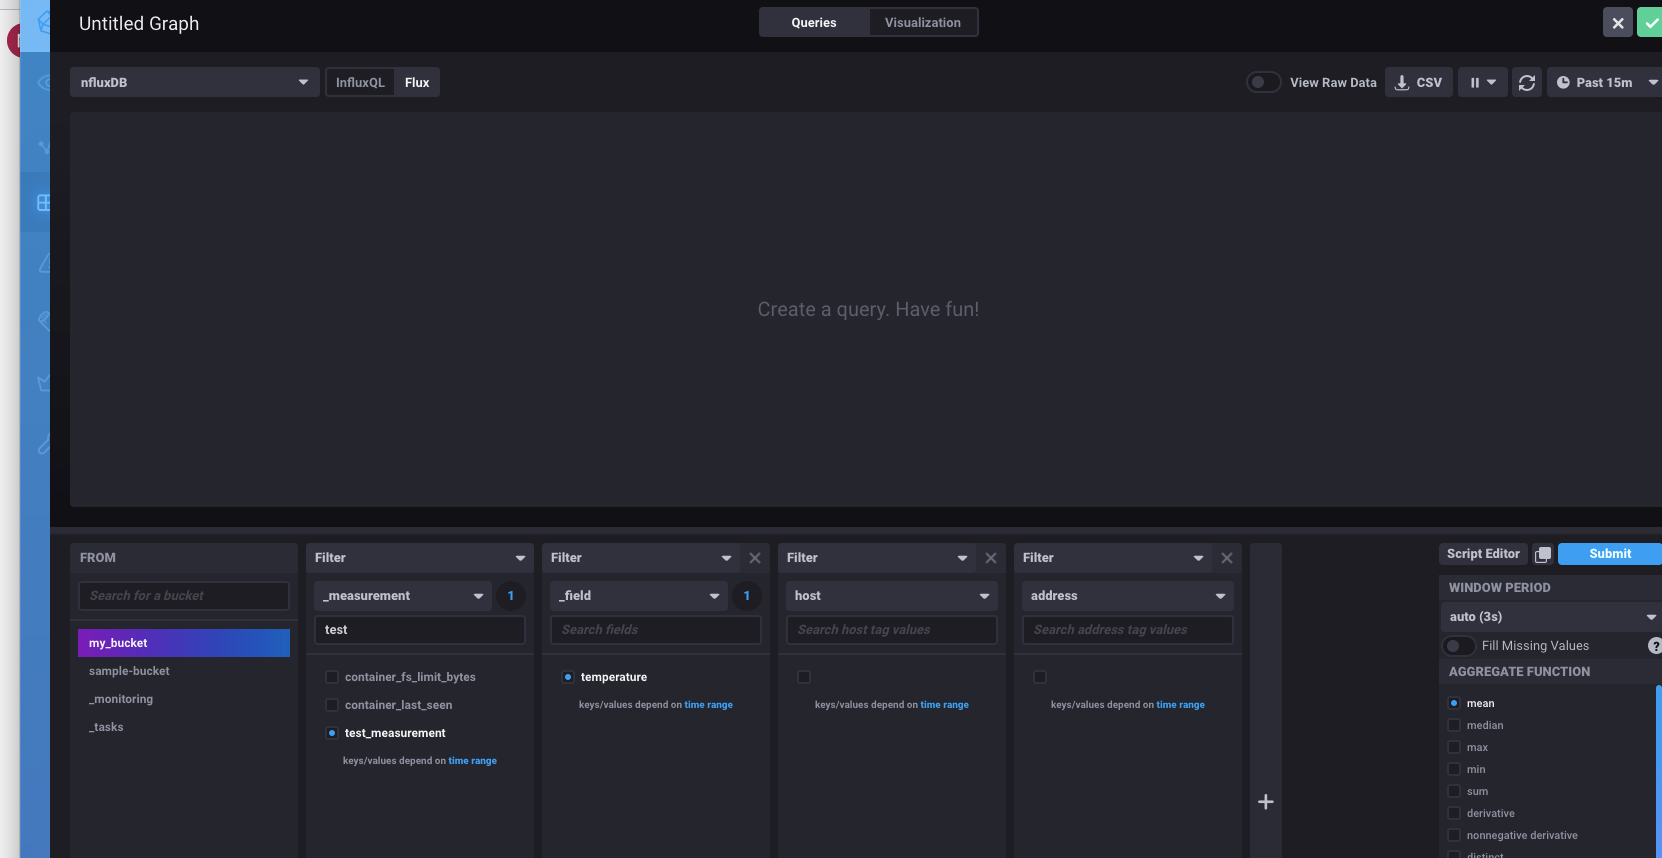 Untitled Graph
Queries
Visualization
nfluxDB
InfluxQL
Flux
View Raw Data
CSV
Past 15m
Create a query. Have fun!
FROM
Search for a bucket
my_bucket
sample-bucket
_monitoring
_tasks
Filter
_measurement
1
test
container_fs_limit_bytes
container_last_seen
test_measurement
keys/values depend on time range
Filter
_field
1
Search fields
temperature
keys/values depend on time range
Filter
host
Search host tag values
keys/values depend on time range
Filter
address
Search address tag values
keys/values depend on time range
+
Script Editor
Submit
WINDOW PERIOD
auto (3s)
Fill Missing Values
?
AGGREGATE FUNCTION
mean
median
max
min
sum
derivative
nonnegative derivative
distinct